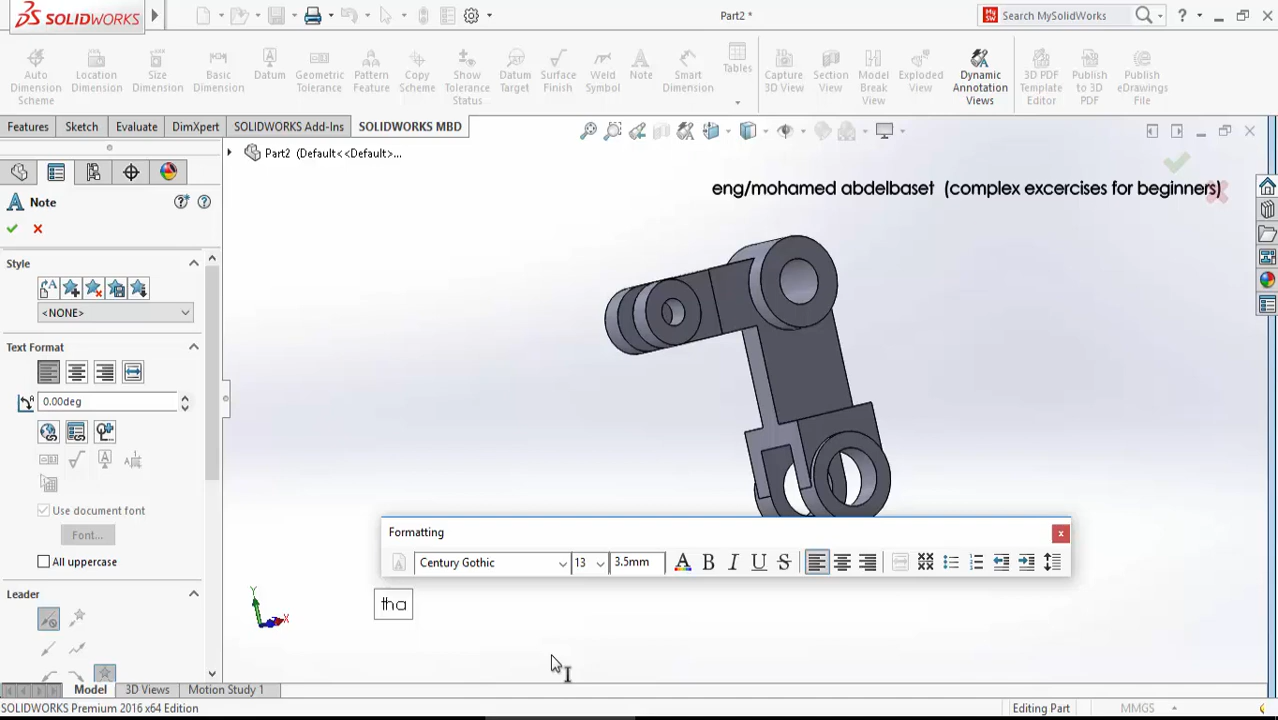 SOLIDWORKS
Part2 *
Search MySolidWorks
Auto Dimension Scheme
Location Dimension
Size Dimension
Basic Dimension
Datum
Geometric Tolerance
Pattern Feature
Copy Scheme
Show Tolerance Status
Datum Target
Surface Finish
Weld Symbol
Note
Smart Dimension
Tables
Capture 3D View
Section View
Model Break View
Exploded View
Dynamic Annotation Views
3D PDF Template Editor
Publish to 3D PDF
Publish eDrawings File
Features
Sketch
Evaluate
DimXpert
SOLIDWORKS Add-Ins
SOLIDWORKS MBD
Part2 (Default<<Default>...
eng/mohamed abdelbaset (complex excercises for beginners)
Note
Style
<NONE>
Text Format
0.00deg
Use document font
Font...
All uppercase
Leader
Formatting
Century Gothic
13
3.5mm
B I U S
tha
Y
X
Model
3D Views
Motion Study 1
SOLIDWORKS Premium 2016 x64 Edition
Editing Part
MMGS